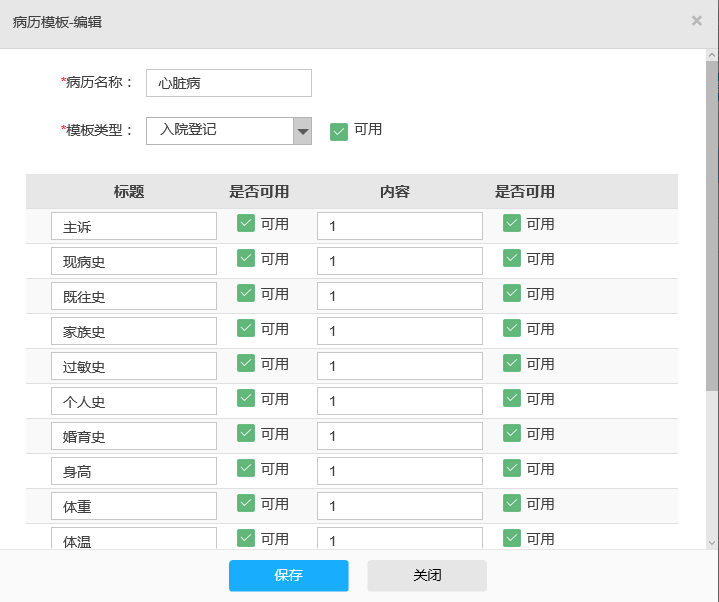 病历模板-编辑
*病历名称： 心脏病
*模板类型： 入院登记 可用
标题 是否可用 内容 是否可用
主诉 可用 1 可用
现病史 可用 1 可用
既往史 可用 1 可用
家族史 可用 1 可用
过敏史 可用 1 可用
个人史 可用 1 可用
婚育史 可用 1 可用
身高 可用 1 可用
体重 可用 1 可用
体温 可用 1 可用
保存 关闭